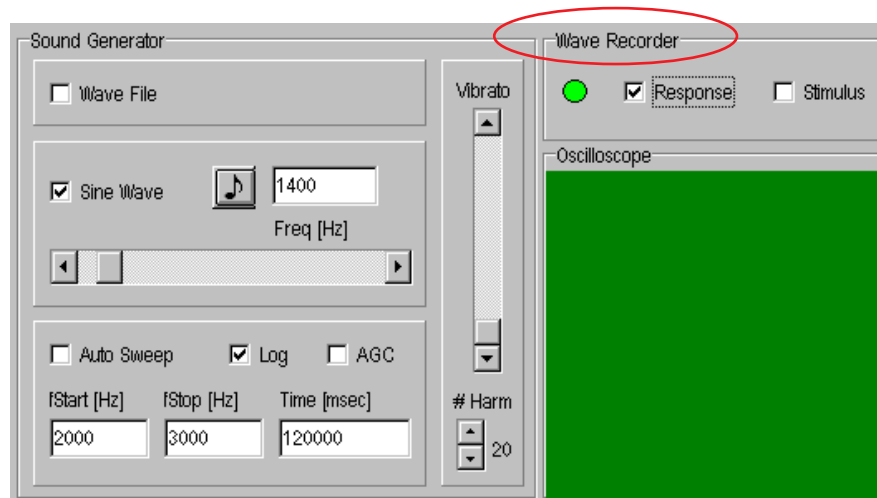 Sound Generator
Wave File
Sine Wave
1400
Freq [Hz]
Auto Sweep
Log
AGC
fStart [Hz]
fStop [Hz]
Time [msec]
2000
3000
120000
Vibrato
# Harm
20
Wave Recorder
Response
Stimulus
Oscilloscope